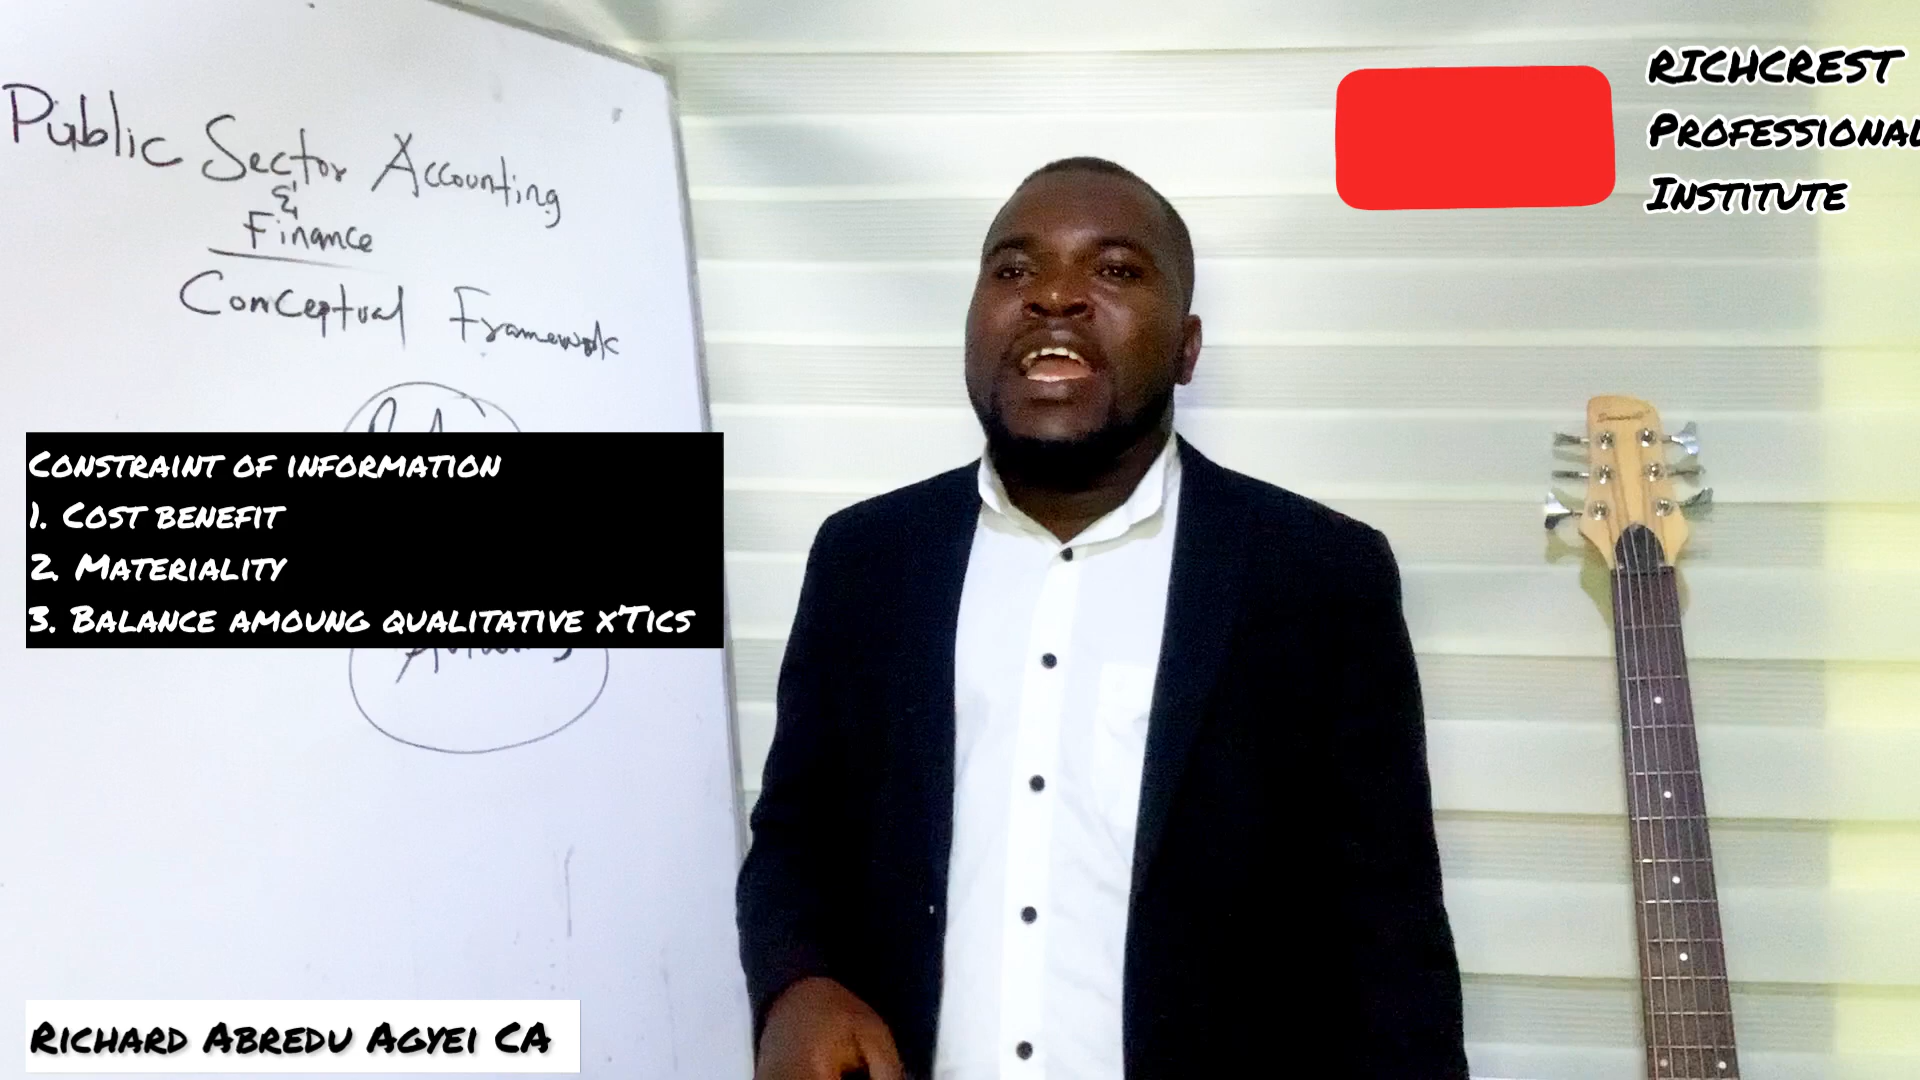 Public Sector Accounting
&
Finance
Conceptual Framework
CONSTRAINT OF INFORMATION
1. COST BENEFIT
2. MATERIALITY
3. BALANCE AMOUNG QUALITATIVE X'TICS
RICHARD ABREDU AGYEI CA
RICHCREST
PROFESSIONAL
INSTITUTE